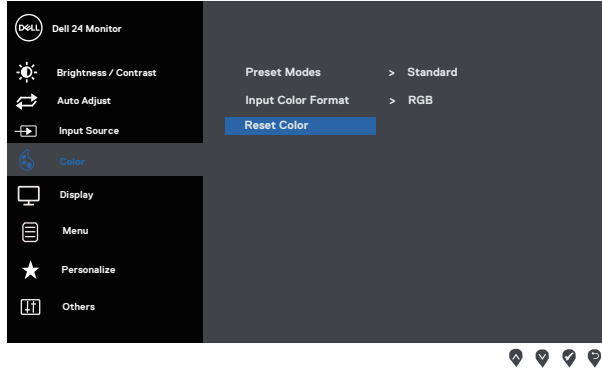 DELL Dell 24 Monitor
Brightness / Contrast
Auto Adjust
Input Source
Color
Display
Menu
Personalize
Others
Preset Modes > Standard
Input Color Format > RGB
Reset Color